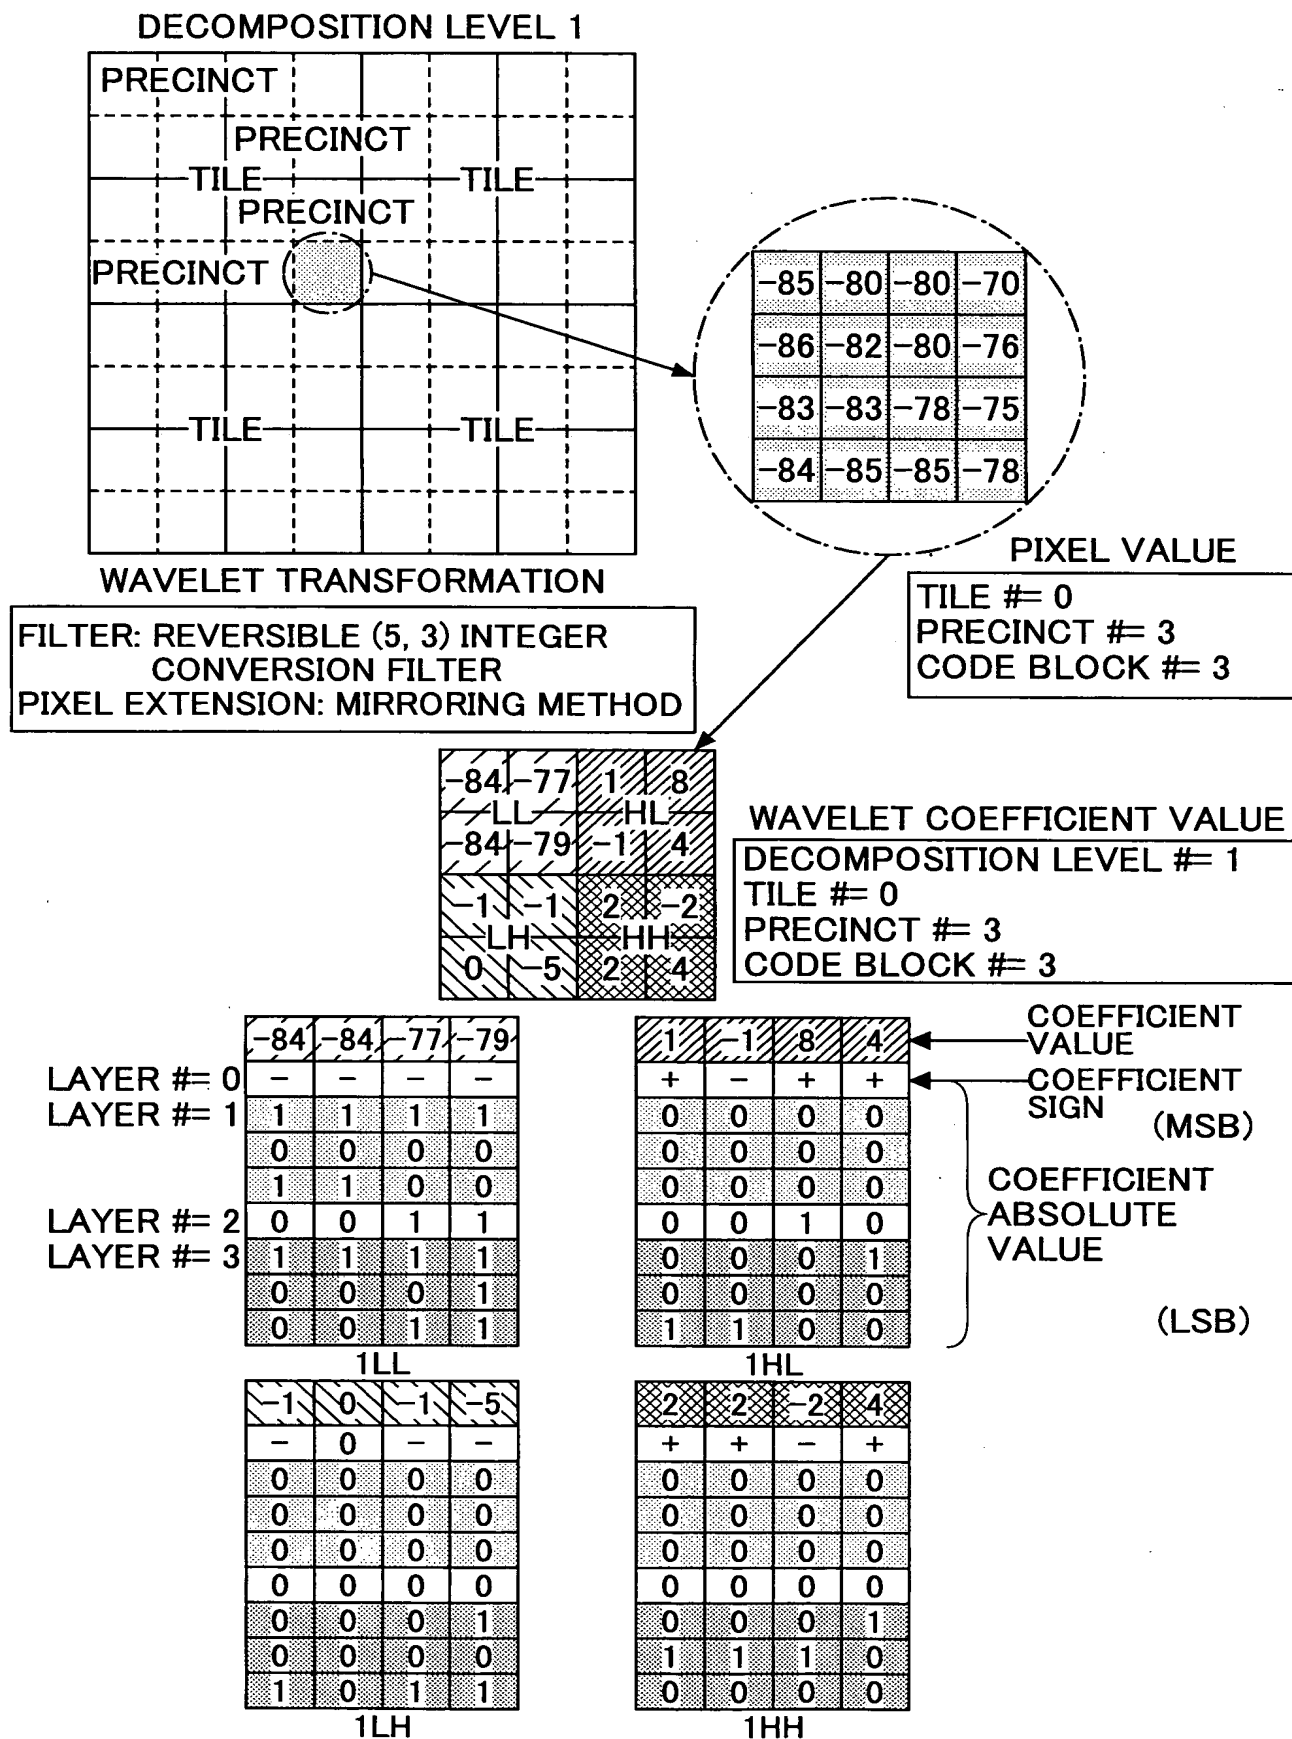 DECOMPOSITION LEVEL 1
PRECINCT
PRECINCT
TILE TILE
PRECINCT
PRECINCT
TILE TILE
-85 -80 -80 -70
-86 -82 -80 -76
-83 -83 -78 -75
-84 -85 -85 -78
PIXEL VALUE
TILE #= 0
PRECINCT #= 3
CODE BLOCK #= 3
WAVELET TRANSFORMATION
FILTER: REVERSIBLE (5, 3) INTEGER
CONVERSION FILTER
PIXEL EXTENSION: MIRRORING METHOD
-84 -77 1 8
LL HL
-84 -79 -1 4
-1 -1 2 -2
LH HH
0 -5 2 4
WAVELET COEFFICIENT VALUE
DECOMPOSITION LEVEL #= 1
TILE #= 0
PRECINCT #= 3
CODE BLOCK #= 3
-84 -84 -77 -79
LAYER #= 0 - - - -
LAYER #= 1 1 1 1 1
0 0 0 0
1 1 0 0
LAYER #= 2 0 0 1 1
LAYER #= 3 1 1 1 1
0 0 0 1
0 0 1 1
1LL
1 -1 8 4
+ - + +
0 0 0 0
0 0 0 0
0 0 0 0
0 0 1 0
0 0 0 1
0 0 0 0
1 1 0 0
1HL
COEFFICIENT
VALUE
COEFFICIENT
SIGN
(MSB)
COEFFICIENT
ABSOLUTE
VALUE
(LSB)
-1 0 -1 -5
- 0 - -
0 0 0 0
0 0 0 0
0 0 0 0
0 0 0 0
0 0 0 1
0 0 0 0
1 0 1 1
1LH
2 2 -2 4
+ + - +
0 0 0 0
0 0 0 0
0 0 0 0
0 0 0 0
0 0 0 1
1 1 1 0
0 0 0 0
1HH